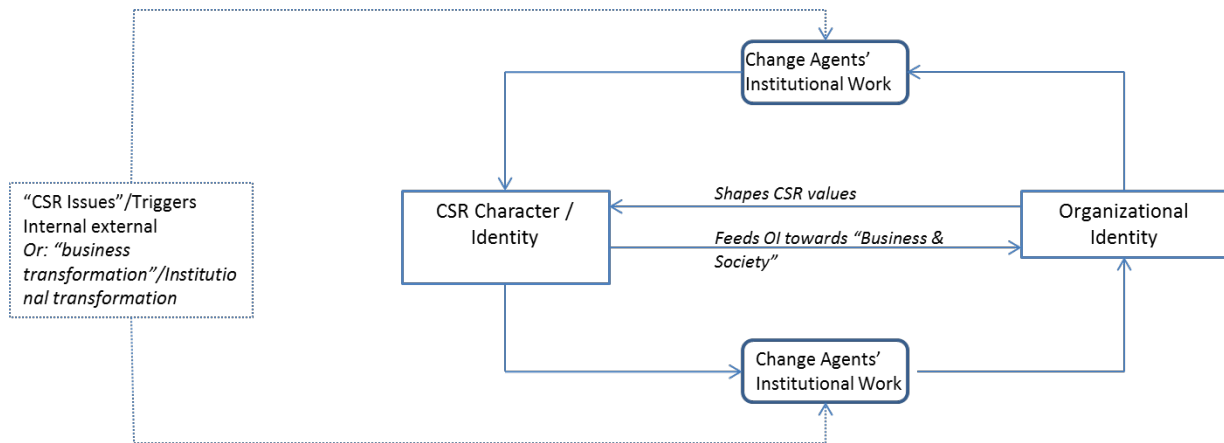 Change Agents’
Institutional Work
“CSR Issues”/Triggers
Internal external
Or: “business
transformation”/Institutio
nal transformation
CSR Character /
Identity
Shapes CSR values
Feeds OI towards “Business &
Society”
Organizational
Identity
Change Agents’
Institutional Work